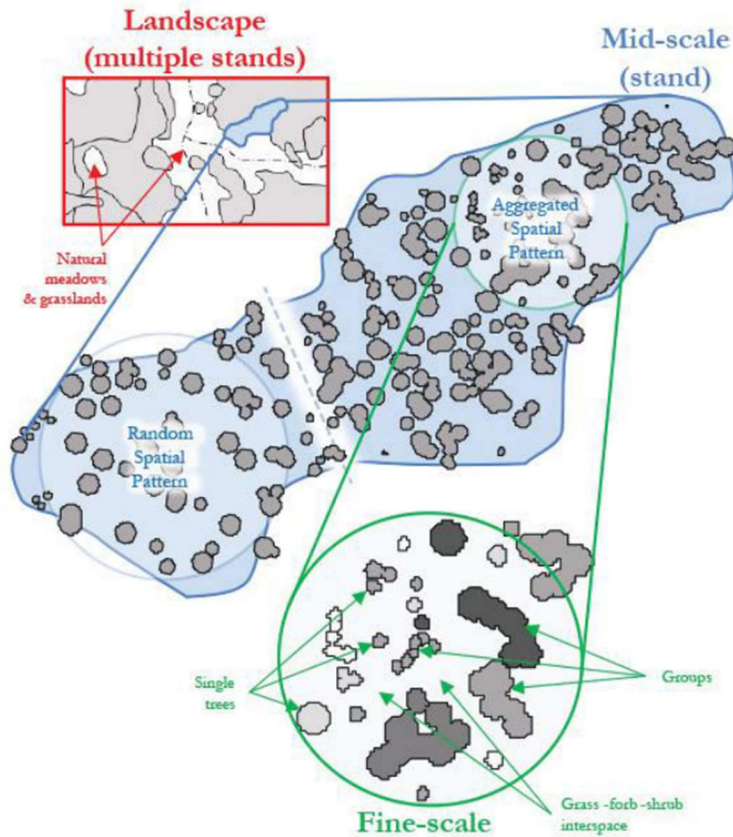 Landscape
(multiple stands)
Mid-scale
(stand)
Aggregated
Spatial
Pattern
Natural
meadows
& grasslands
Random
Spatial
Pattern
Single
trees
Groups
Grass -forb -shrub
interspace
Fine-scale